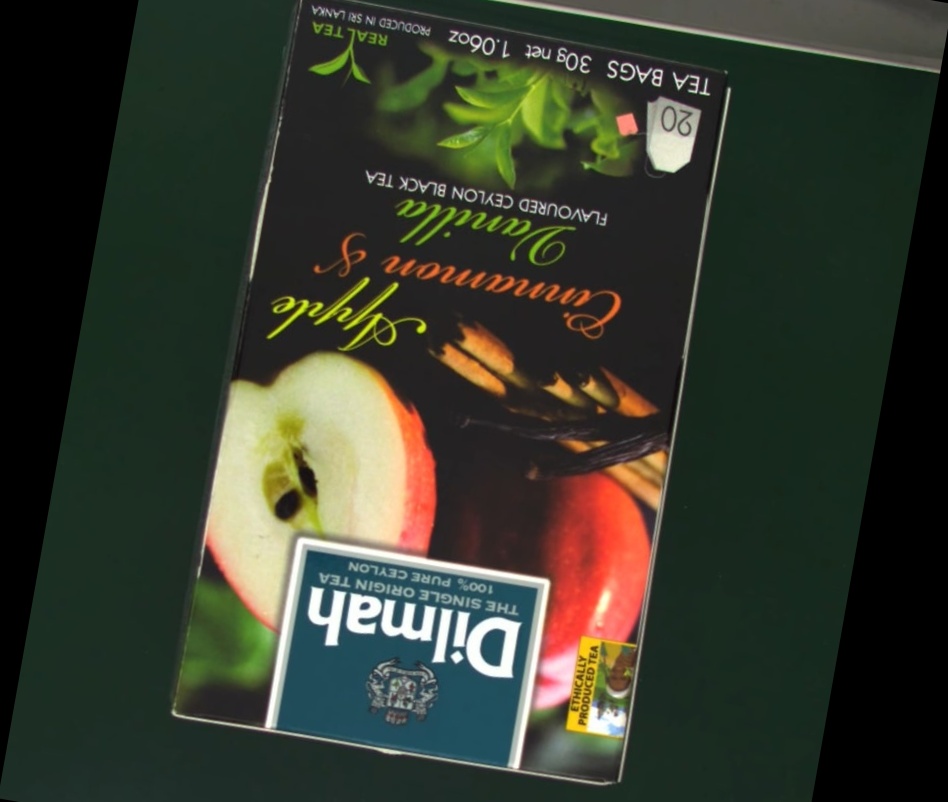 Dilmah
THE SINGLE ORIGIN TEA
100% PURE CEYLON
ETHICALLY
PRODUCED TEA
Apple
Cinnamon &
Vanilla
FLAVOURED CEYLON BLACK TEA
20
TEA BAGS 30g net 1.06oz
REAL TEA
PRODUCED IN SRI LANKA